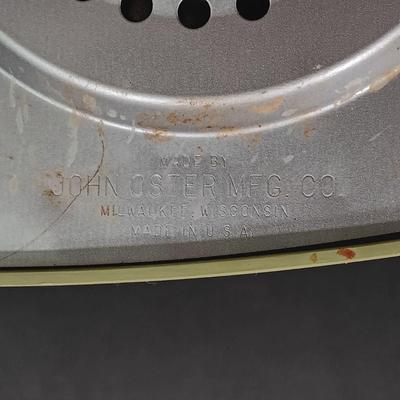 MADE BY
JOHN OSTER MFG. CO.
MILWAUKEE, WISCONSIN.
MADE IN U.S.A.